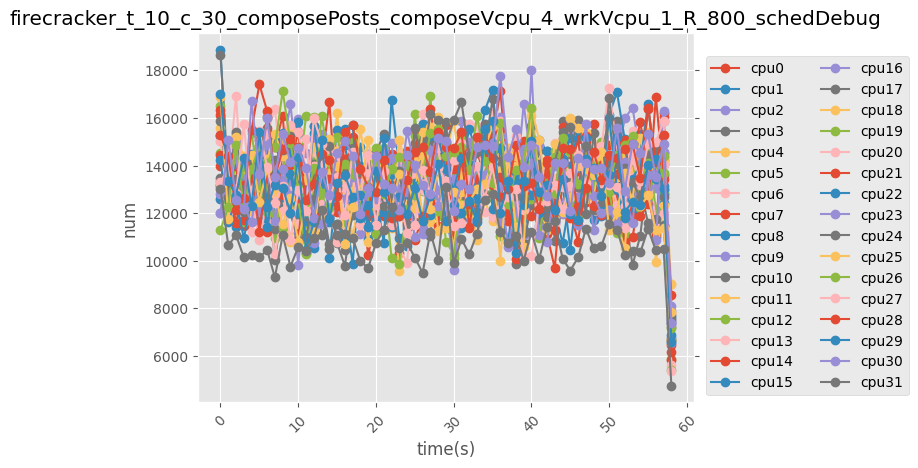 firecracker_t_10_c_30_composePosts_composeVcpu_4_wrkVcpu_1_R_800_schedDebug
18000
16000
14000
12000
10000
8000
6000
num
0
10
20
30
40
50
60
time(s)
cpu0
cpu1
cpu2
cpu3
cpu4
cpu5
cpu6
cpu7
cpu8
cpu9
cpu10
cpu11
cpu12
cpu13
cpu14
cpu15
cpu16
cpu17
cpu18
cpu19
cpu20
cpu21
cpu22
cpu23
cpu24
cpu25
cpu26
cpu27
cpu28
cpu29
cpu30
cpu31